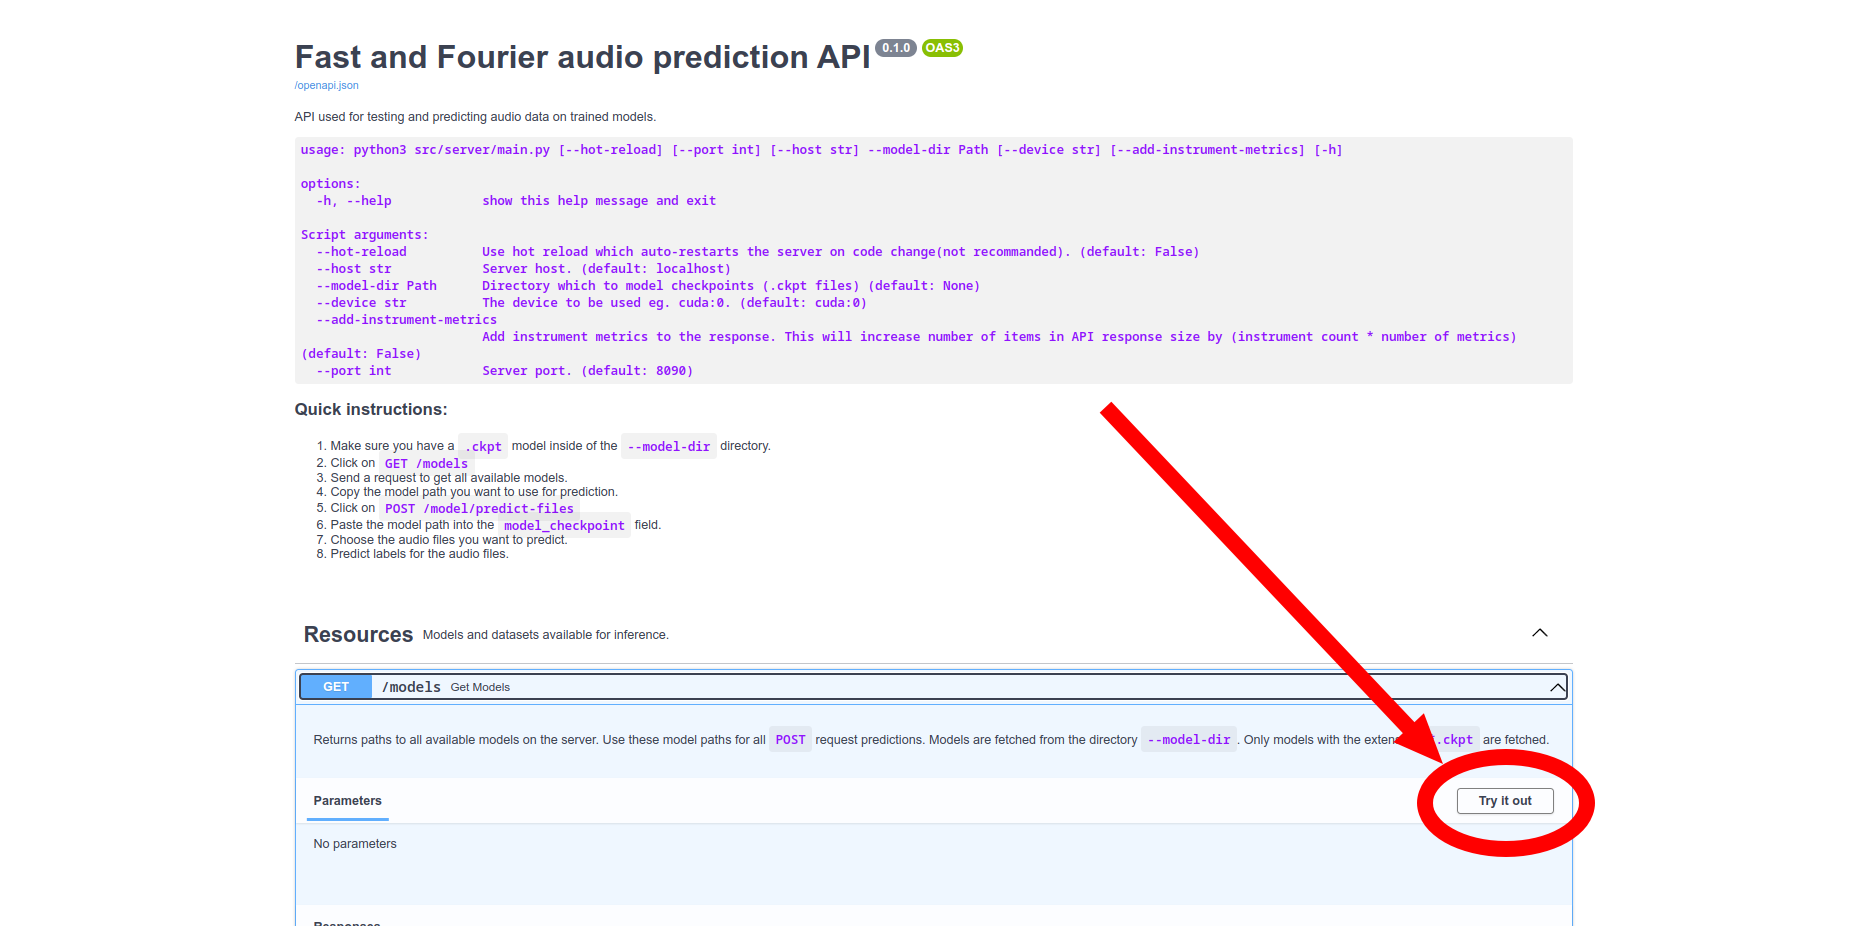 Fast and Fourier audio prediction API 0.1.0 OAS3
/openapi.json
API used for testing and predicting audio data on trained models.
usage: python3 src/server/main.py [--hot-reload] [--port int] [--host str] --model-dir Path [--device str] [--add-instrument-metrics] [-h]
options:
-h, --help show this help message and exit
Script arguments:
--hot-reload Use hot reload which auto-restarts the server on code change(not recommanded). (default: False)
--host str Server host. (default: localhost)
--model-dir Path Directory which to model checkpoints (.ckpt files) (default: None)
--device str The device to be used eg. cuda:0. (default: cuda:0)
--add-instrument-metrics
Add instrument metrics to the response. This will increase number of items in API response size by (instrument count * number of metrics)
(default: False)
--port int Server port. (default: 8090)
Quick instructions:
1. Make sure you have a .ckpt model inside of the --model-dir directory.
2. Click on GET /models
3. Send a request to get all available models.
4. Copy the model path you want to use for prediction.
5. Click on POST /model/predict-files
6. Paste the model path into the model_checkpoint field.
7. Choose the audio files you want to predict.
8. Predict labels for the audio files.
Resources Models and datasets available for inference.
GET /models Get Models
Returns paths to all available models on the server. Use these model paths for all POST request predictions. Models are fetched from the directory --model-dir. Only models with the .ckpt are fetched.
Parameters
Try it out
No parameters
Responses